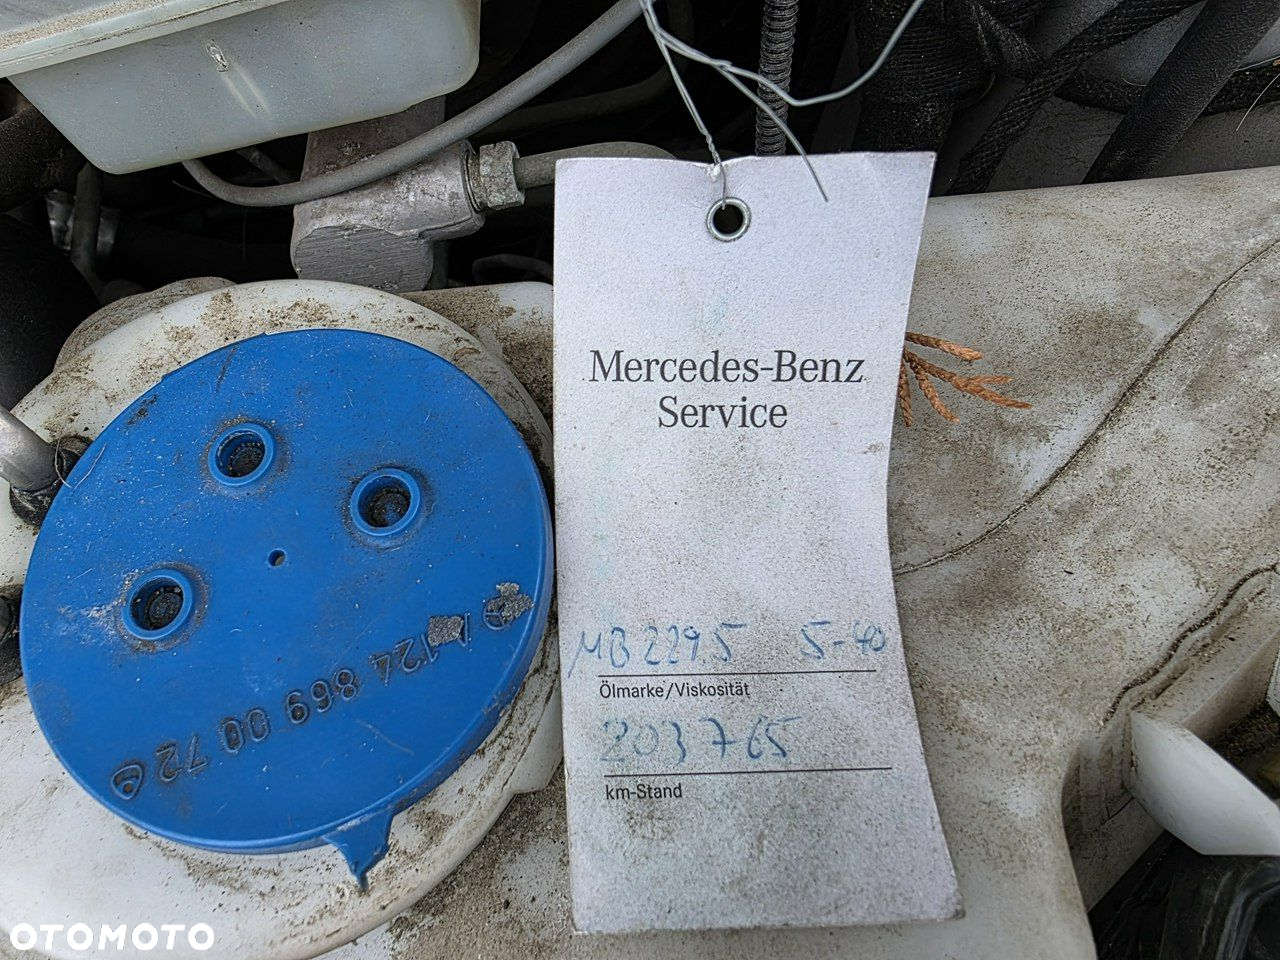 Mercedes-Benz
Service
MB 229.5 5-40
Ölmarke/Viskosität
203765
km-Stand
A 124 869 00 72
OTOMOTO